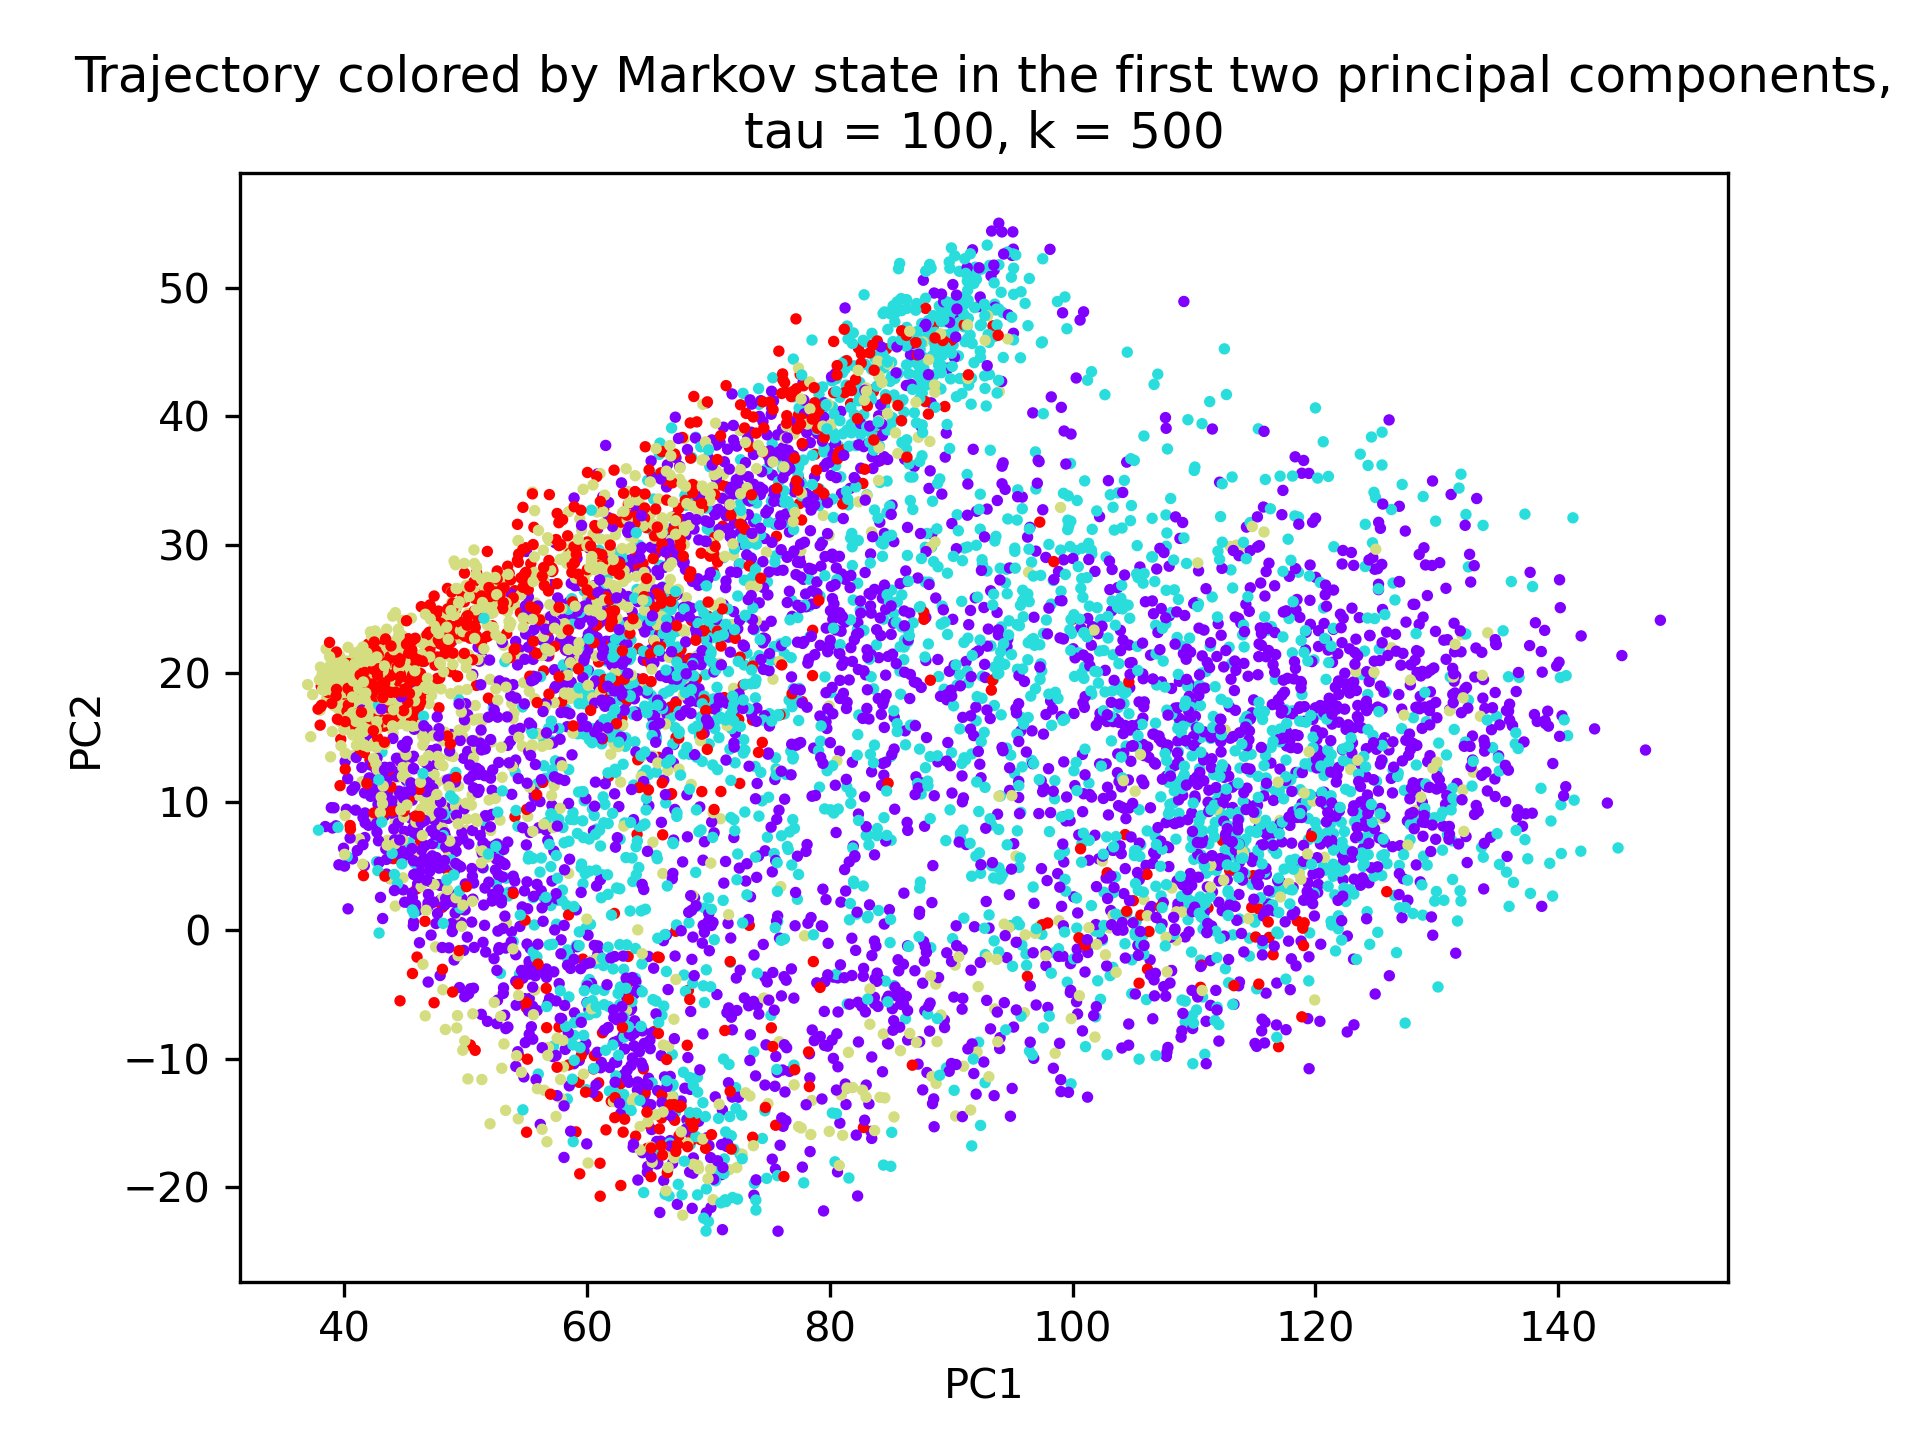 Trajectory colored by Markov state in the first two principal components,
tau = 100, k = 500
50
40
30
20
10
0
−10
−20
PC2
40 60 80 100 120 140
PC1